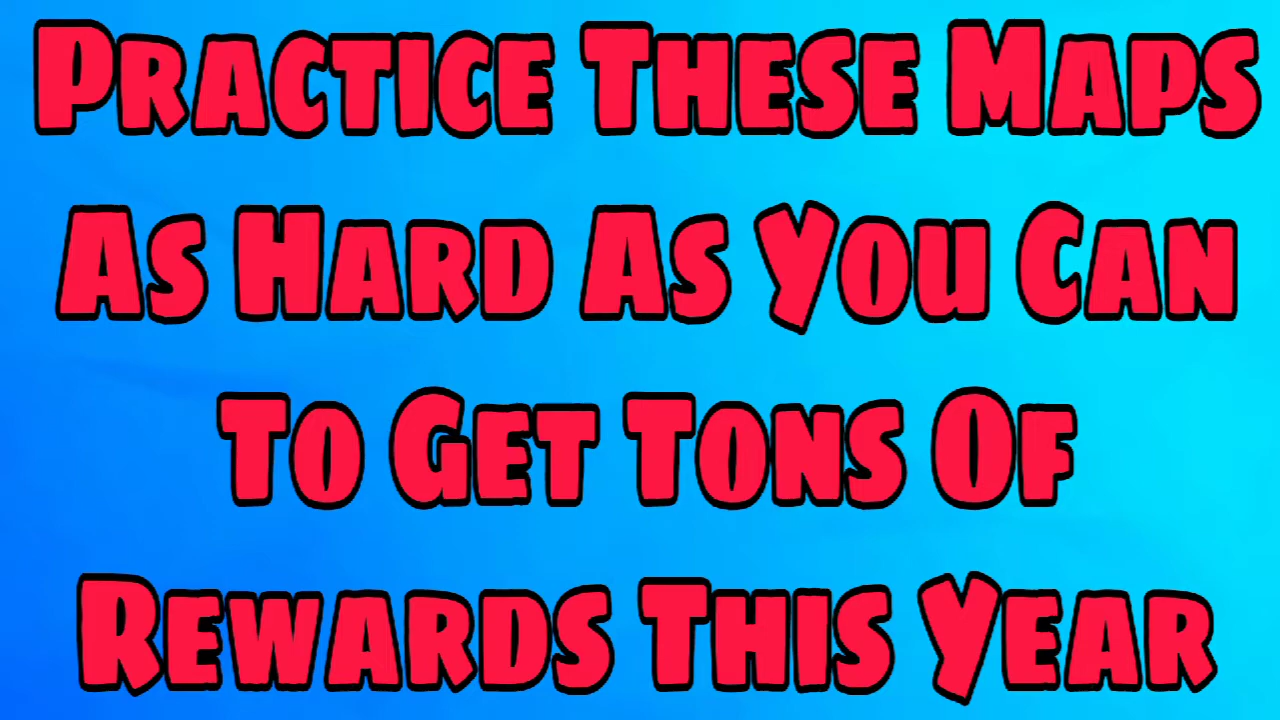 Practice These Maps
As Hard As You Can
To Get Tons Of
Rewards This Year